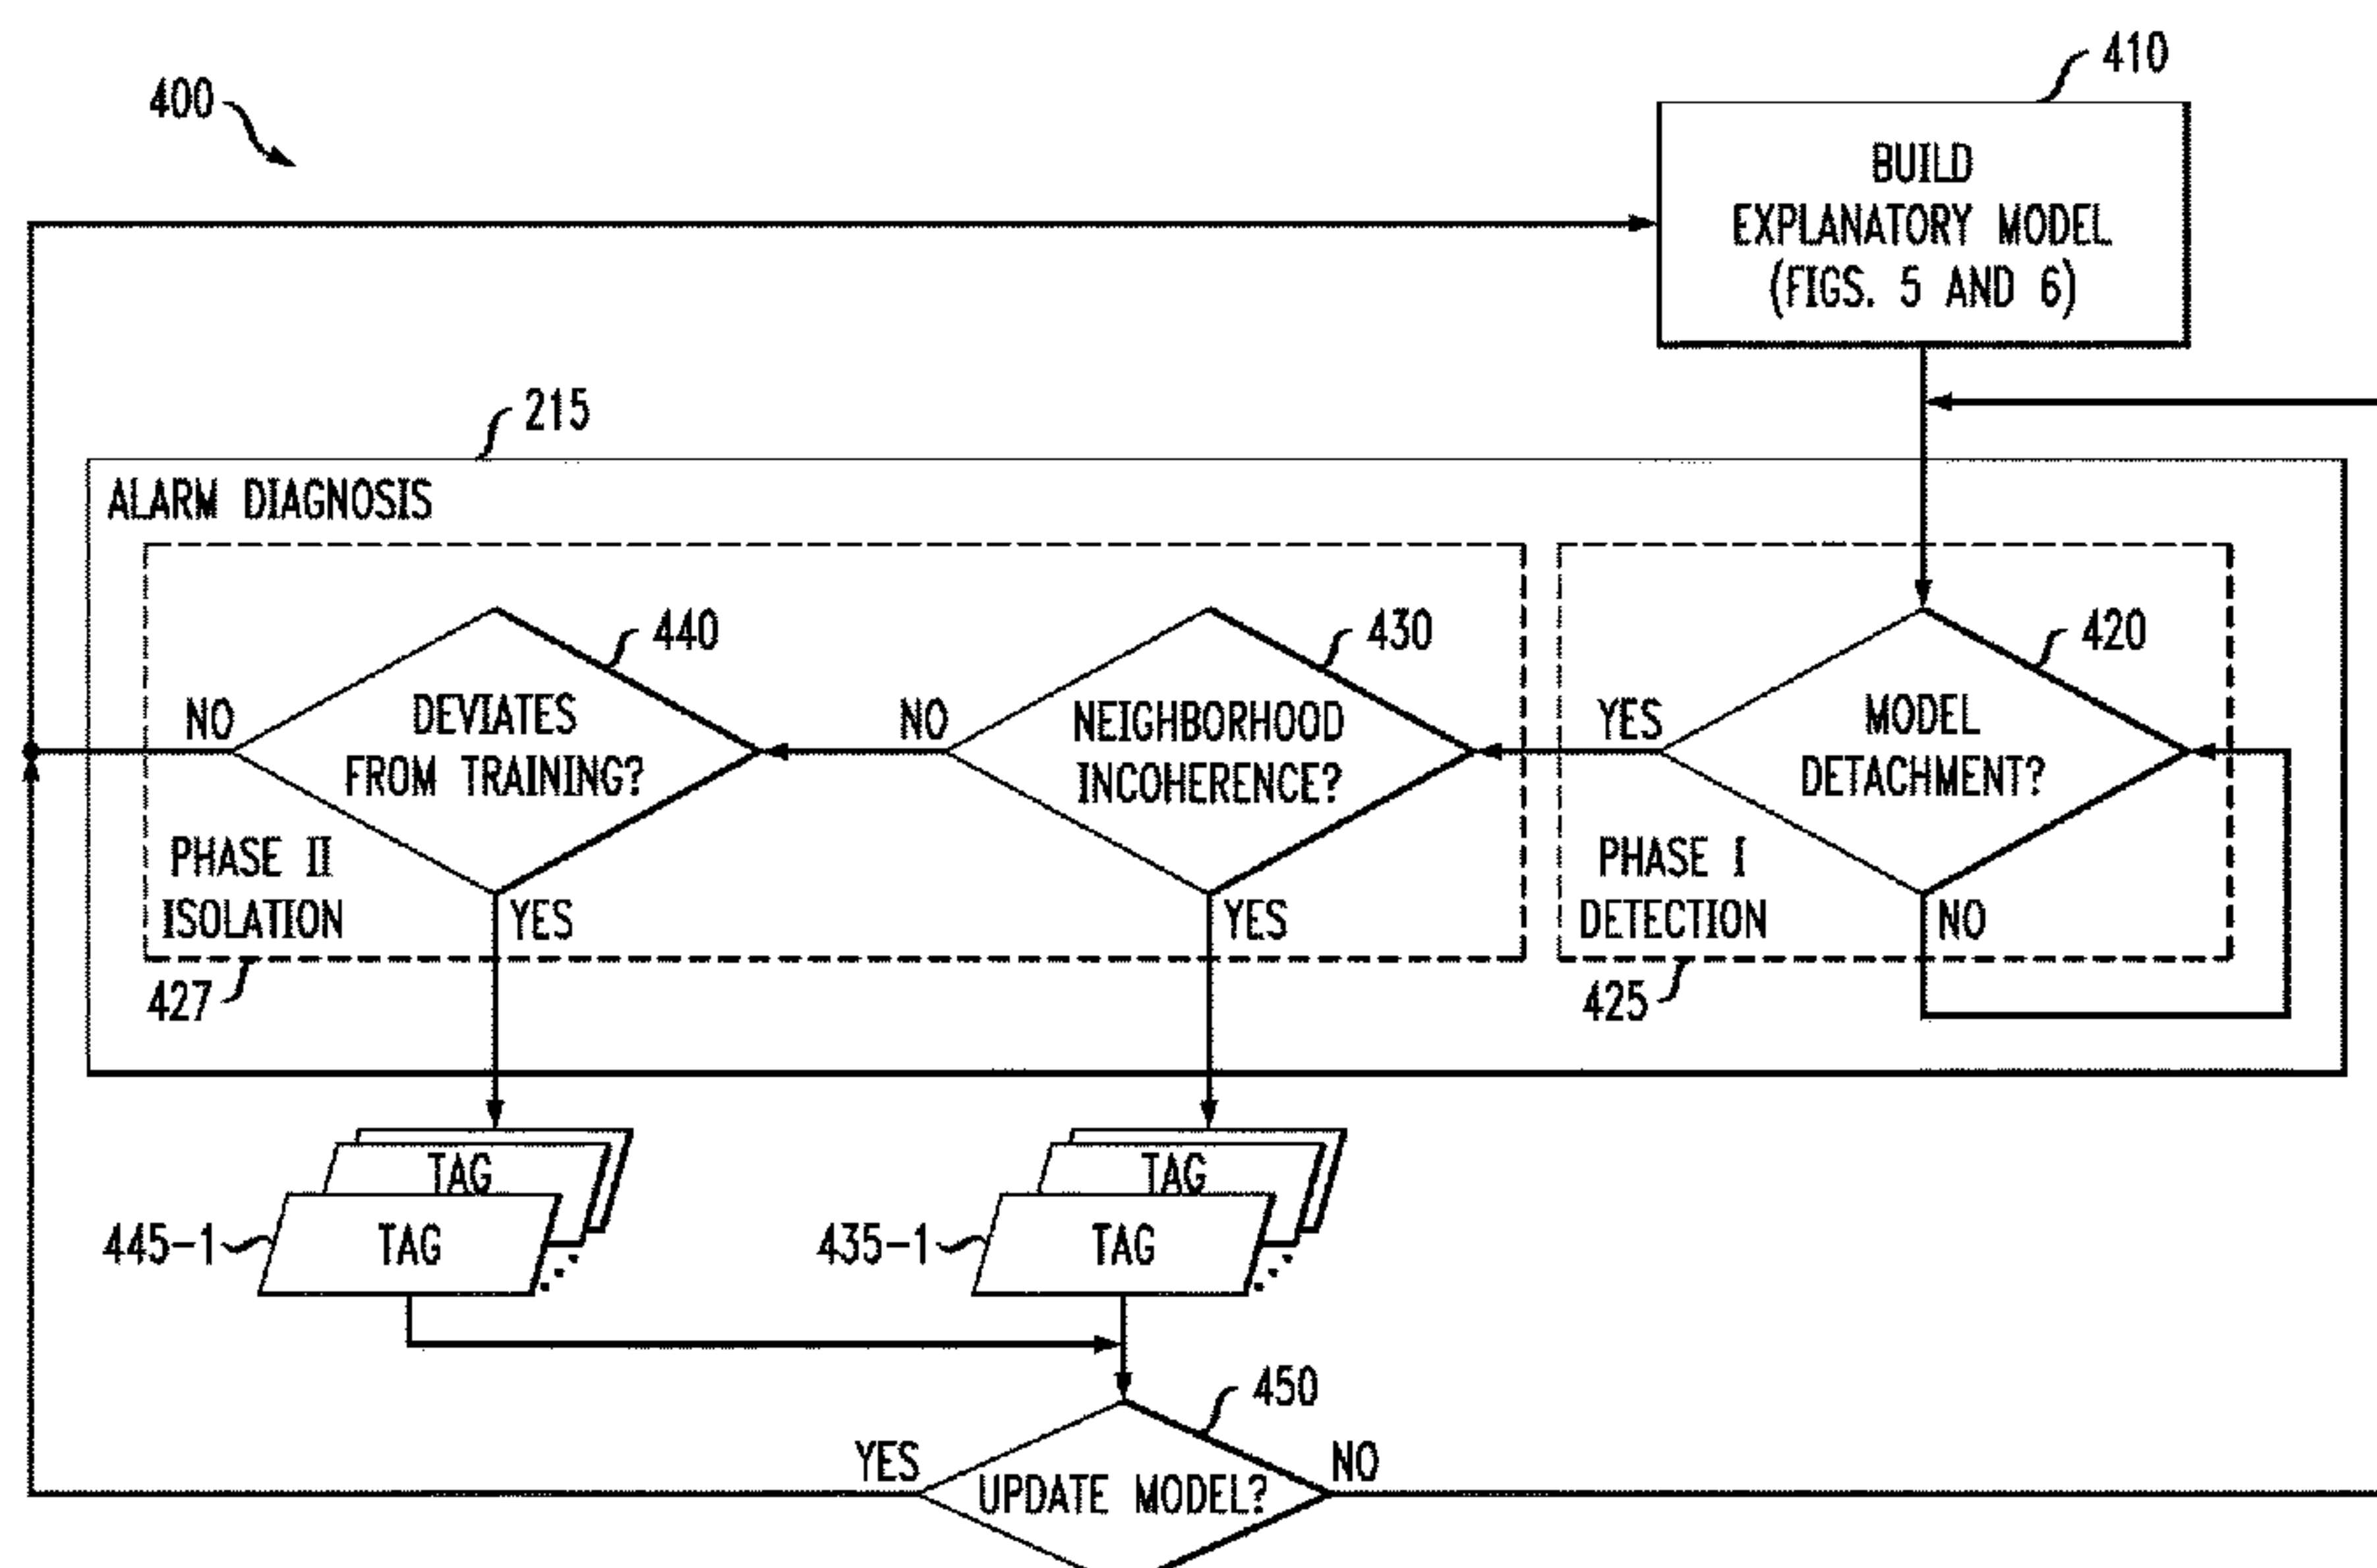 410
400
BUILD
EXPLANATORY MODEL
(FIGS. 5 AND 6)
215
ALARM DIAGNOSIS
440
430
420
NO
DEVIATES
FROM TRAINING?
NO
NEIGHBORHOOD
INCOHERENCE?
YES
MODEL
DETACHMENT?
PHASE II
ISOLATION
YES
YES
PHASE I
DETECTION
NO
427
425
TAG
TAG
445-1
TAG
435-1
TAG
450
YES
UPDATE MODEL?
NO